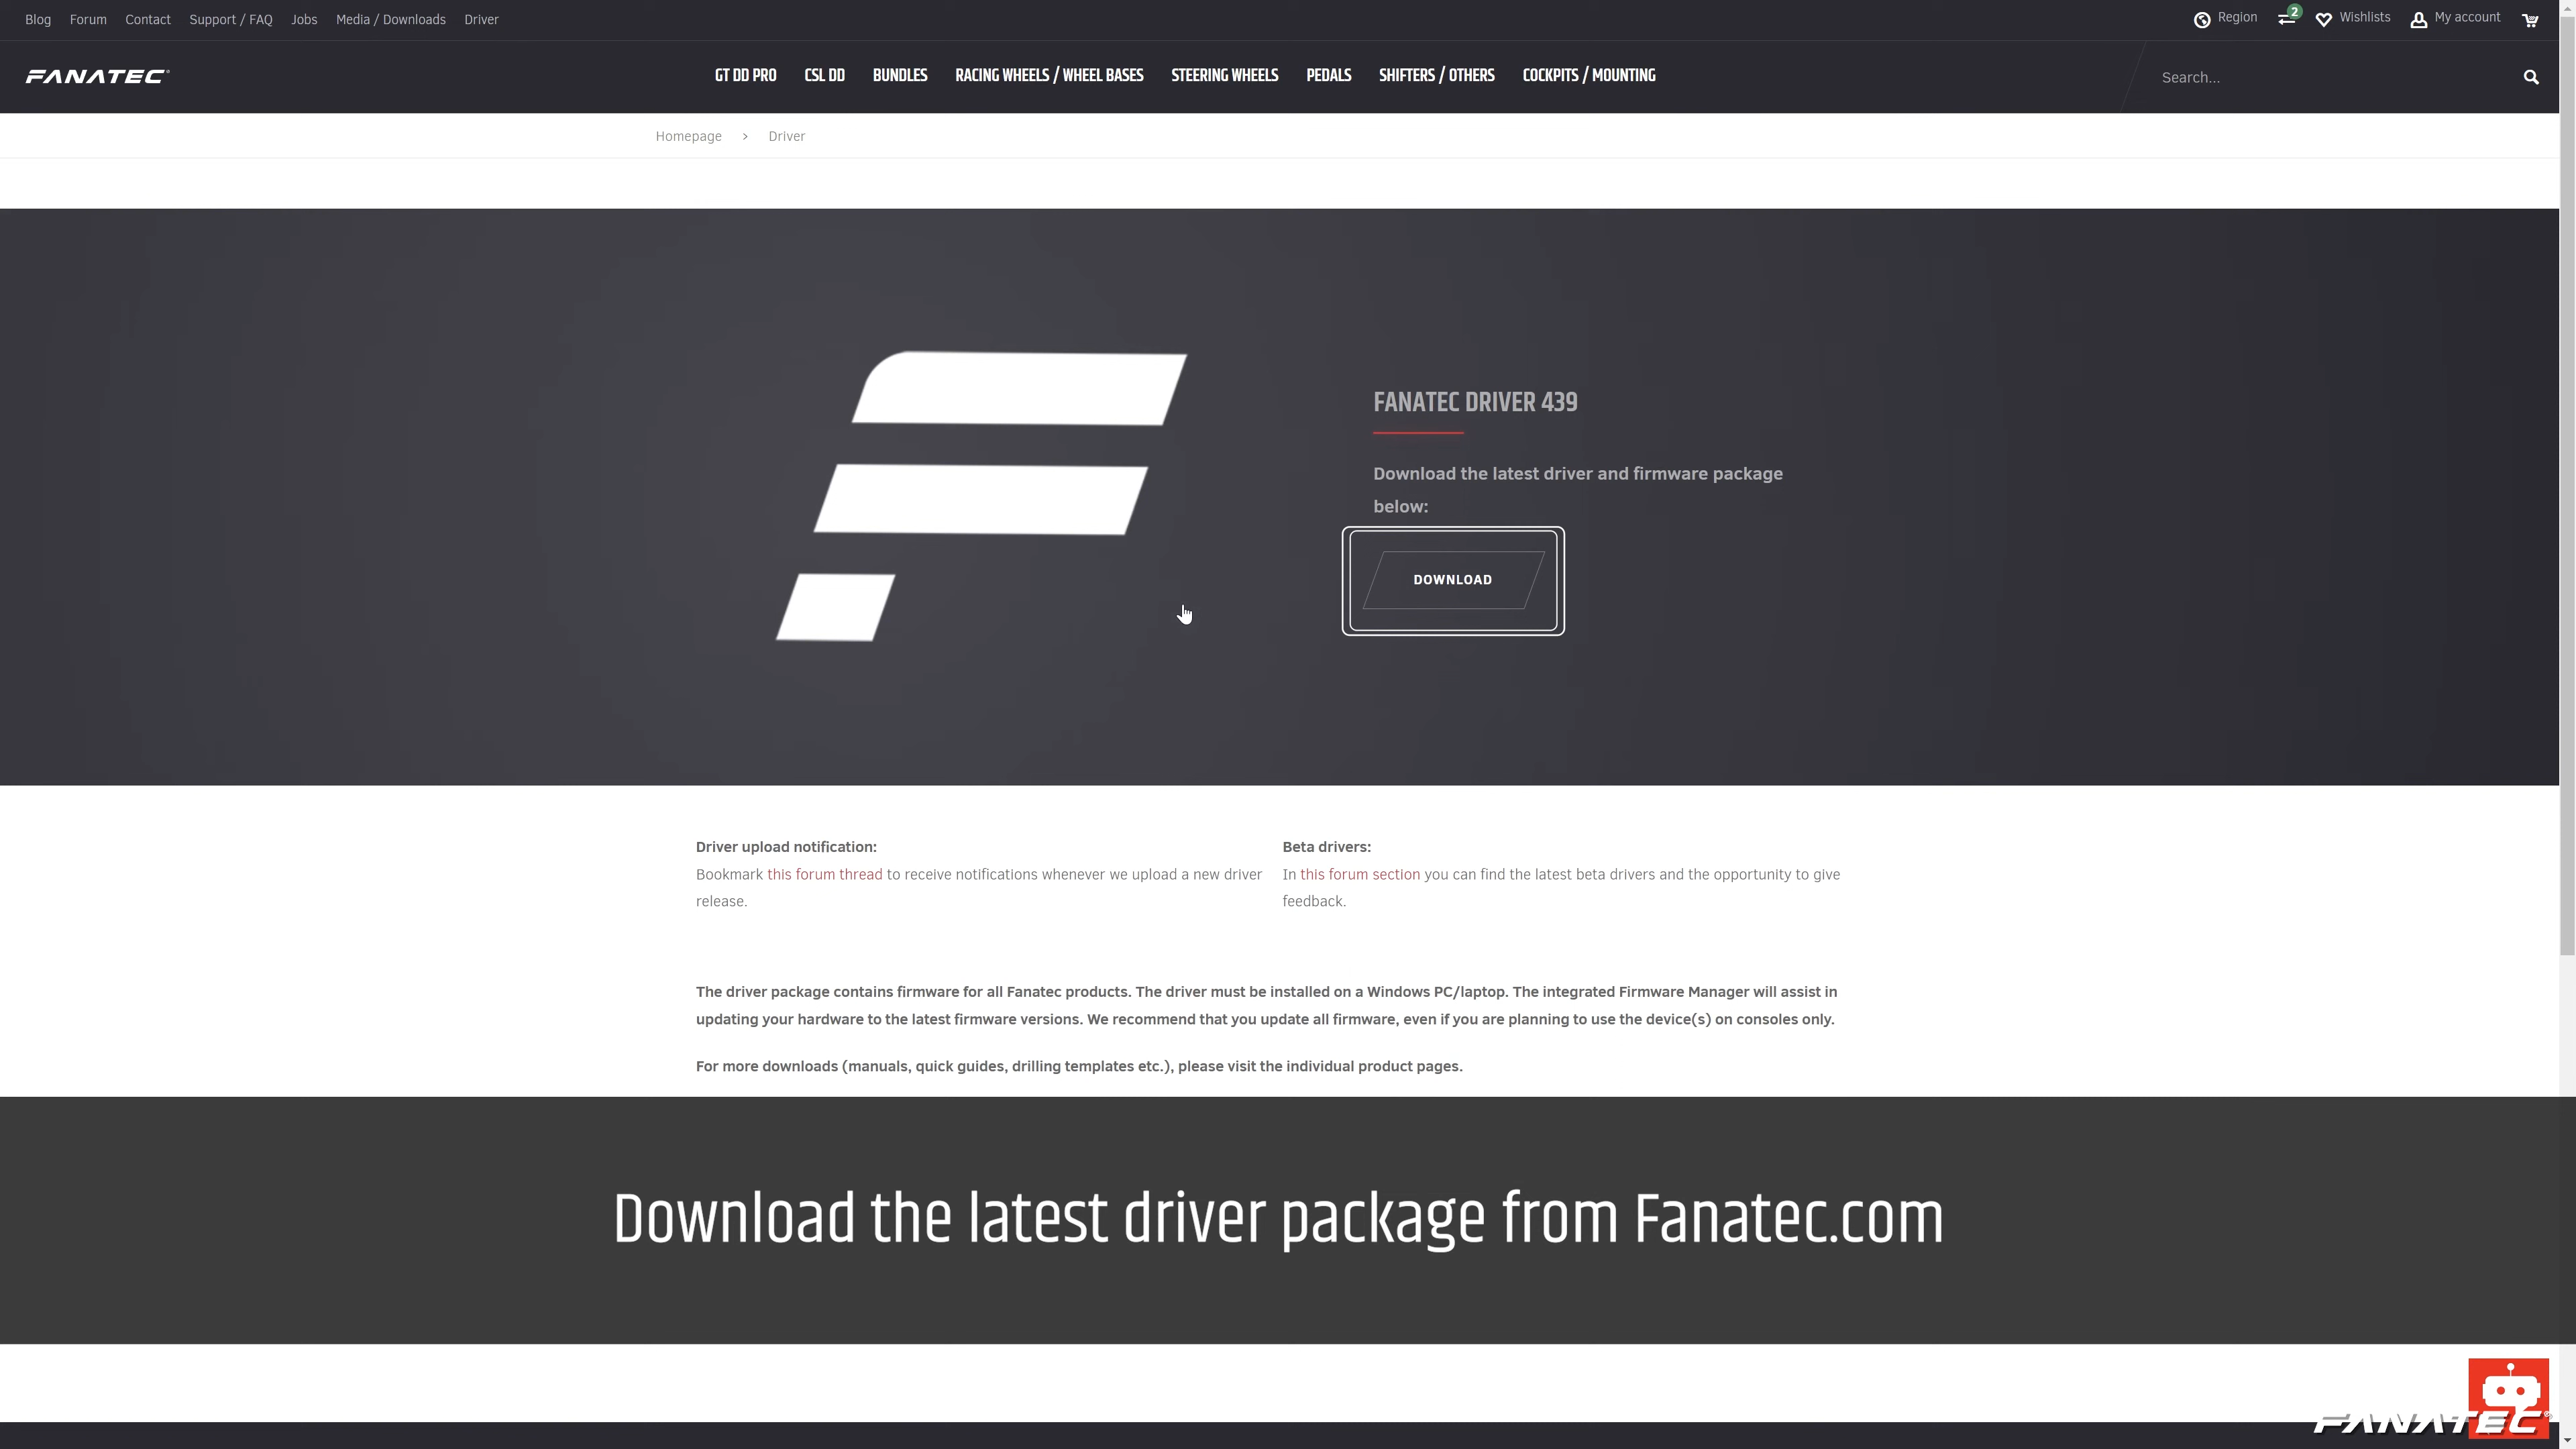 Blog Forum Contact Support / FAQ Jobs Media / Downloads Driver
Region 2 Wishlists My account
FANATEC
GT DD PRO CSL DD BUNDLES RACING WHEELS / WHEEL BASES STEERING WHEELS PEDALS SHIFTERS / OTHERS COCKPITS / MOUNTING
Search...
Homepage > Driver
FANATEC DRIVER 439
Download the latest driver and firmware package
below:
DOWNLOAD
Driver upload notification:
Bookmark this forum thread to receive notifications whenever we upload a new driver
release.
Beta drivers:
In this forum section you can find the latest beta drivers and the opportunity to give
feedback.
The driver package contains firmware for all Fanatec products. The driver must be installed on a Windows PC/laptop. The integrated Firmware Manager will assist in
updating your hardware to the latest firmware versions. We recommend that you update all firmware, even if you are planning to use the device(s) on consoles only.
For more downloads (manuals, quick guides, drilling templates etc.), please visit the individual product pages.
Download the latest driver package from Fanatec.com
FANATEC